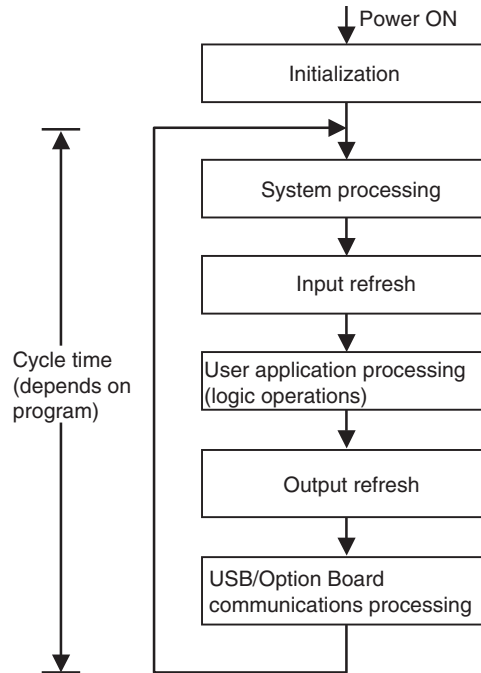 Power ON
Initialization
System processing
Input refresh
Cycle time
(depends on
program)
User application processing
(logic operations)
Output refresh
USB/Option Board
communications processing